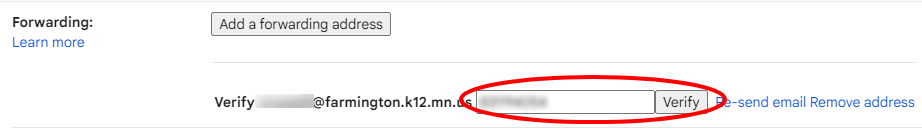 Forwarding: Add a forwarding address
Learn more
Verify @farmington.k12.mn.us Verify Re-send email Remove address